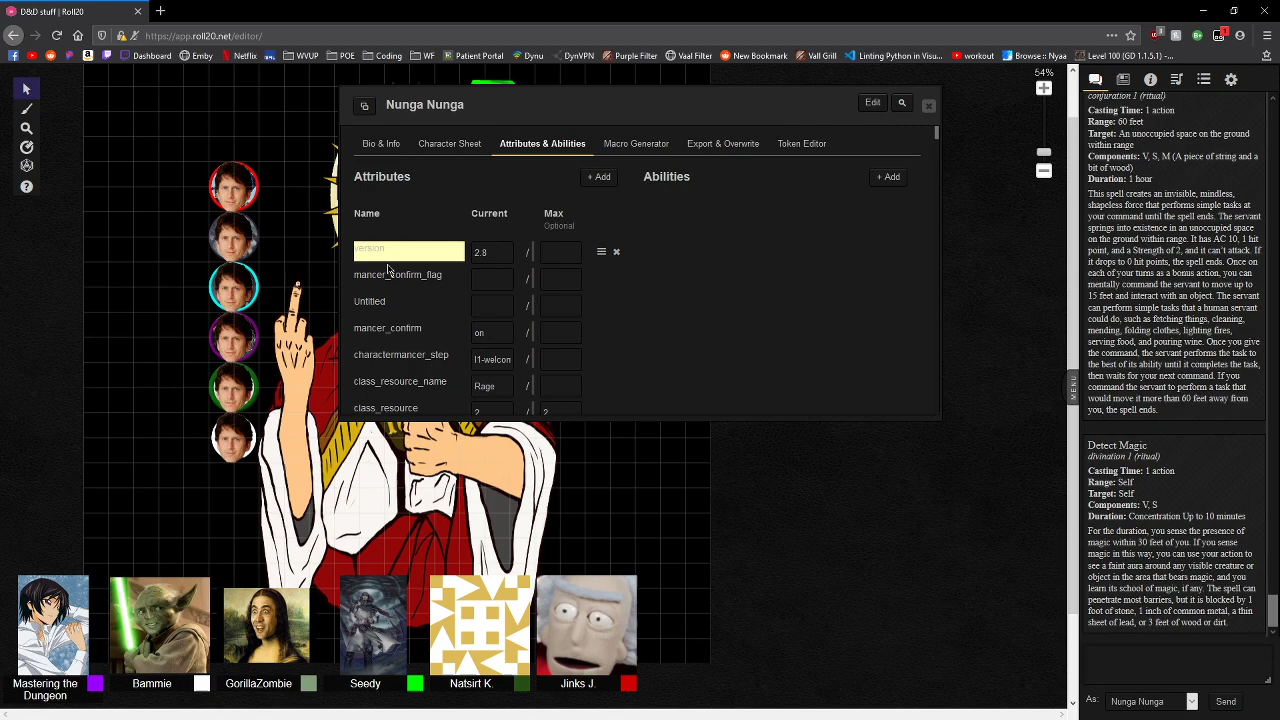 D&D stuff | Roll20
https://app.roll20.net/editor/
Dashboard Emby Netflix WVUP POE Coding WF Patient Portal Dynu DynVPN Purple Filter Vaal Filter New Bookmark Vall Grill Linting Python in Visu... workout Browse :: Nyaa Level 100 (GD 1.1.5.1) -...
54%
Nunga Nunga
Edit
Bio & Info
Character Sheet
Attributes & Abilities
Macro Generator
Export & Overwrite
Token Editor
Attributes
+ Add
Abilities
+ Add
Name
Current
Max
Optional
version
2.8
/
mancer_confirm_flag
/
Untitled
/
mancer_confirm
on
/
charactermancer_step
l1-welcon
/
class_resource_name
Rage
/
class_resource
2
/
2
MENU
Mastering the
Dungeon
Bammie
GorillaZombie
Seedy
Natsirt K.
Jinks J.
conjuration 1 (ritual)
Casting Time: 1 action
Range: 60 feet
Target: An unoccupied space on the ground
within range
Components: V, S, M (A piece of string and a
bit of wood)
Duration: 1 hour
This spell creates an invisible, mindless,
shapeless force that performs simple tasks at
your command until the spell ends. The servant
springs into existence in an unoccupied space
on the ground within range. It has AC 10, 1 hit
point, and a Strength of 2, and it can't attack. If
it drops to 0 hit points, the spell ends. Once on
each of your turns as a bonus action, you can
mentally command the servant to move up to
15 feet and interact with an object. The servant
can perform simple tasks that a human servant
could do, such as fetching things, cleaning,
mending, folding clothes, lighting fires,
serving food, and pouring wine. Once you give
the command, the servant performs the task to
the best of its ability until it completes the task,
then waits for your next command. If you
command the servant to perform a task that
would move it more than 60 feet away from
you, the spell ends.
Detect Magic
divination 1 (ritual)
Casting Time: 1 action
Range: Self
Target: Self
Components: V, S
Duration: Concentration Up to 10 minutes
For the duration, you sense the presence of
magic within 30 feet of you. If you sense
magic in this way, you can use your action to
see a faint aura around any visible creature or
object in the area that bears magic, and you
learn its school of magic, if any. The spell can
penetrate most barriers, but it is blocked by 1
foot of stone, 1 inch of common metal, a thin
sheet of lead, or 3 feet of wood or dirt.
As:
Nunga Nunga
Send